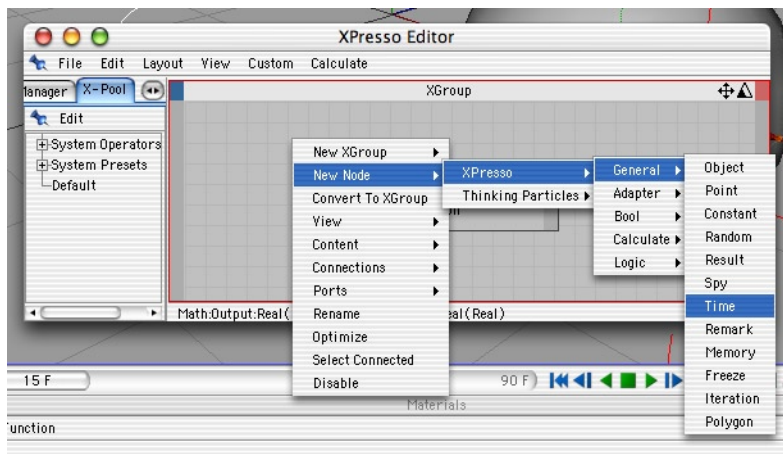 XPresso Editor
File Edit Layout View Custom Calculate
Manager X-Pool
XGroup
Edit
System Operators
System Presets
Default
New XGroup
New Node
Convert To XGroup
View
Content
Connections
Ports
Rename
Optimize
Select Connected
Disable
XPresso
Thinking Particles
General
Adapter
Bool
Calculate
Logic
Object
Point
Constant
Random
Result
Spy
Time
Remark
Memory
Freeze
Iteration
Polygon
Math:Output:Real(
eal(Real)
15 F
90 F
Materials
Function